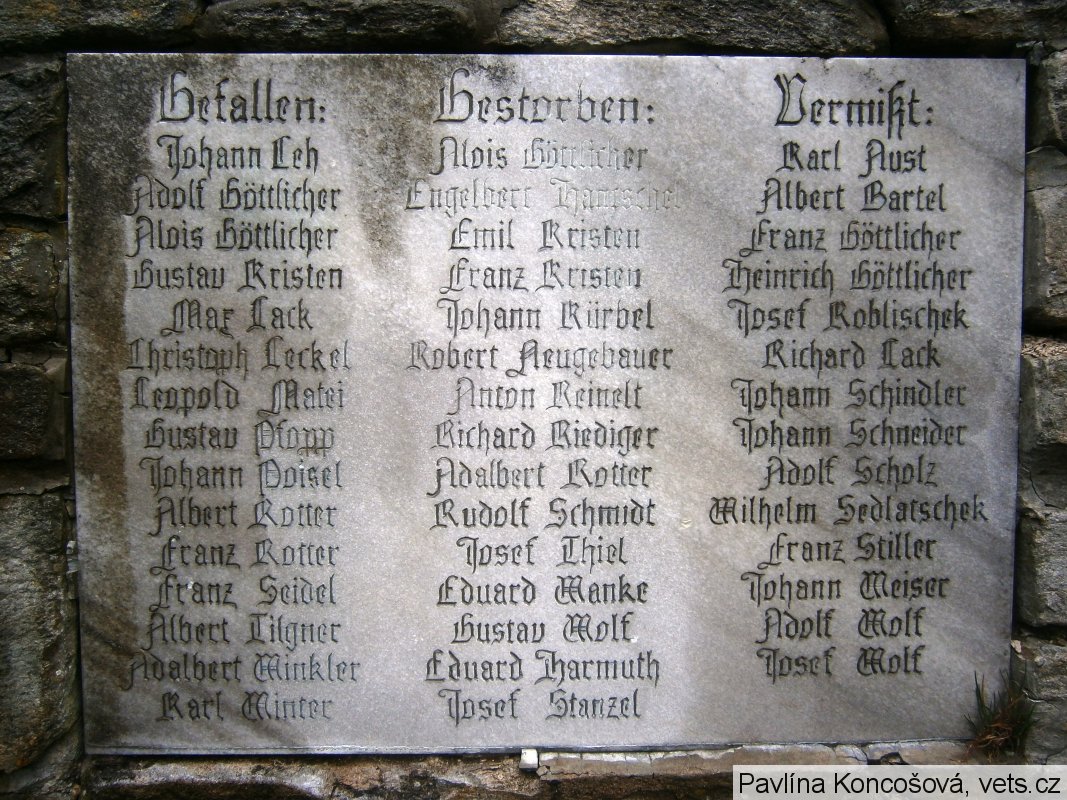 Gefallen:
Johann Leh
Adolf Göttlicher
Alois Göttlicher
Gustav Kristen
Max Lack
Christoph Leckel
Leopold Matei
Gustav Pfopp
Johann Poisel
Albert Rotter
Franz Rotter
Franz Seidel
Albert Tilgner
Adalbert Winkler
Karl Winter
Gestorben:
Alois Göttlicher
Engelbert Hantschel
Emil Kristen
Franz Kristen
Johann Kürbel
Robert Neugebauer
Anton Reinelt
Richard Riediger
Adalbert Rotter
Rudolf Schmidt
Josef Thiel
Eduard Wanke
Gustav Wolf
Eduard Harmuth
Josef Stanzel
Vermißt:
Karl Aust
Albert Bartel
Franz Göttlicher
Heinrich Göttlicher
Josef Koblischek
Richard Lack
Johann Schindler
Johann Schneider
Adolf Scholz
Wilhelm Sedlatschek
Franz Stiller
Johann Weiser
Adolf Wolf
Josef Wolf
Pavlína Koncošová, vets.cz